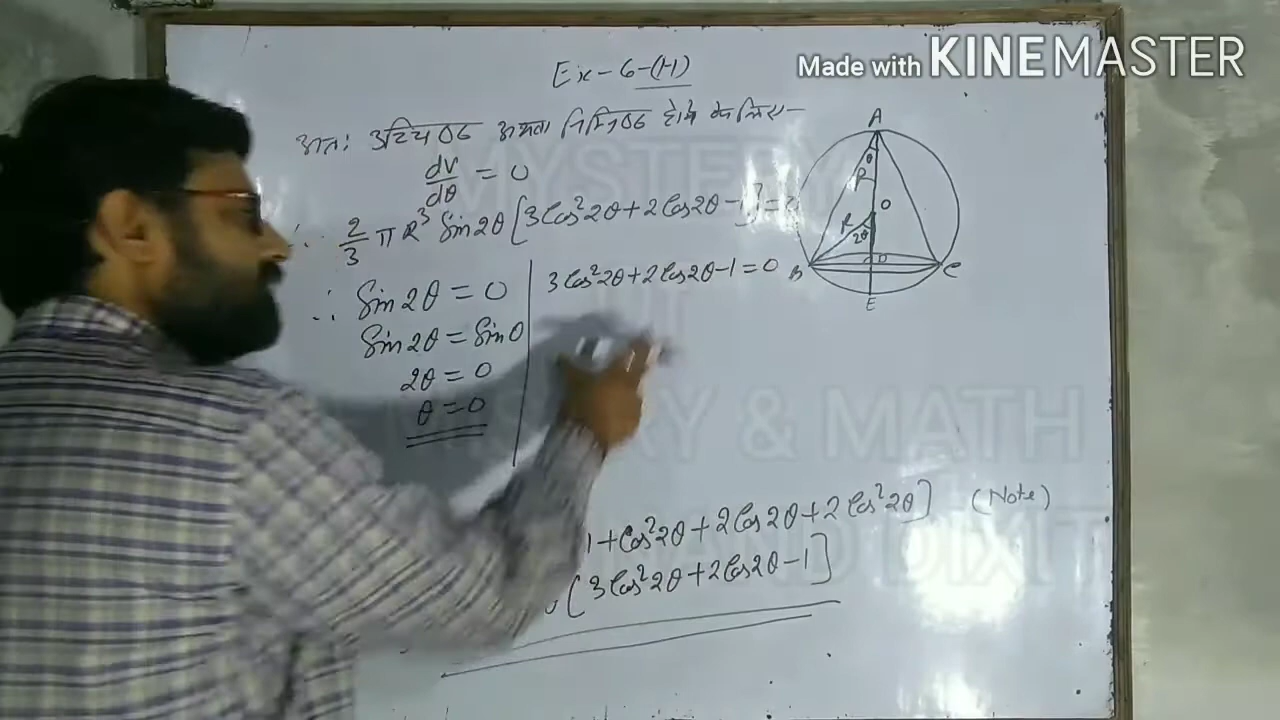 Made with KINEMASTER
Ex-6-(H)
अतः उच्चिष्ठ अथवा निम्निष्ठ होने के लिए-
dv/dθ = 0
∴ 2/3 πR³ Sin2θ [3Cos²2θ+2Cos2θ-1]=
∴ Sin2θ = 0
Sin2θ = Sin0
2θ = 0
θ = 0
3Cos²2θ+2Cos2θ-1=0
1+Cos²2θ+2Cos2θ+2Cos²2θ] (Note)
[3Cos²2θ+2Cos2θ-1]
A
θ
R
O
R
2θ
D
B
C
E
MYSTERY
& MATH